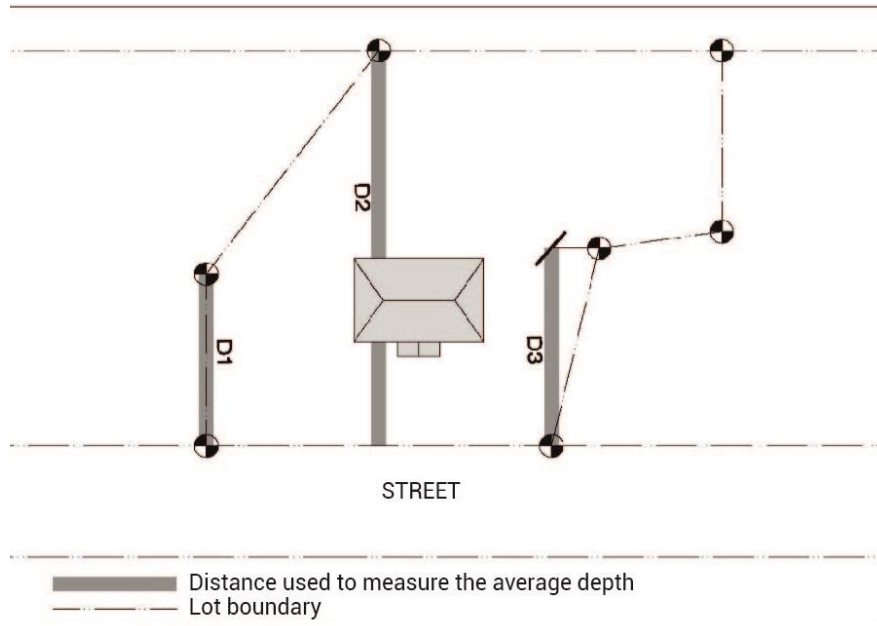 D2
D1
D3
STREET
Distance used to measure the average depth
Lot boundary